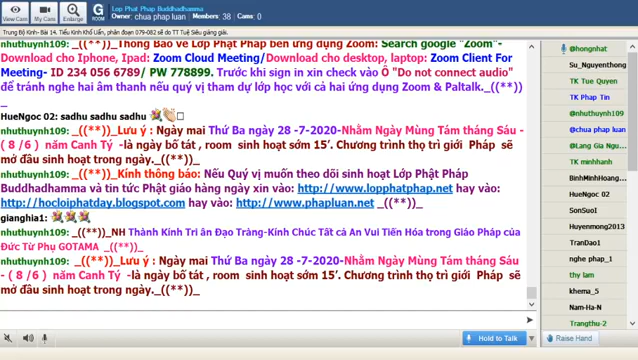 View Cam
My Cam
Enlarge
G
ROOM
Lop Phat Phap Buddhadhamma
Owner: chua phap luan
Members: 38
Cams: 0
Trung Bộ Kinh- Bài 14. Tiểu Kinh Khổ Uẩn, phân đoạn 079-082 do TT Tuệ Siêu giảng giải.
nhuthuynh109: _((**)_Thông Báo về Lớp Phật Pháp bên ứng dụng Zoom: Search google "Zoom"-
Download cho Iphone, Ipad: Zoom Cloud Meeting/Download cho desktop, laptop: Zoom Client For
Meeting- ID 234 056 6789/ PW 778899. Trước khi sign in xin check vào Ô "Do not connect audio"
để tránh nghe hai âm thanh nếu quý vị tham dự lớp học với cả hai ứng dụng Zoom & Paltalk._((**))
_
HueNgoc 02: sadhu sadhu sadhu
nhuthuynh109: _((**)_Lưu ý : Ngày mai Thứ Ba ngày 28 -7-2020-Nhằm Ngày Mùng Tám tháng Sáu -
( 8 /6 ) năm Canh Tý -là ngày bố tát , room sinh hoạt sớm 15’. Chương trình thọ trì giới Pháp sẽ
mở đầu sinh hoạt trong ngày._((**)_
nhuthuynh109: _((**)_Kính thông báo: Nếu Quý vị muốn theo dõi sinh hoạt Lớp Phật Pháp
Buddhadhamma và tin tức Phật giáo hàng ngày xin vào: http://www.lopphatphap.net hay vào:
http://hocloiphatday.blogspot.com hay vào: http://www.phapluan.net _((**)_
gianghia1:
nhuthuynh109: _((**)_NH Thành Kính Tri ân Đạo Tràng-Kính Chúc Tất cả An Vui Tiến Hóa trong Giáo Pháp của
Đức Từ Phụ GOTAMA _((**)_
nhuthuynh109: _((**)_Lưu ý : Ngày mai Thứ Ba ngày 28 -7-2020-Nhằm Ngày Mùng Tám tháng Sáu
- ( 8 /6 ) năm Canh Tý -là ngày bố tát , room sinh hoạt sớm 15’. Chương trình thọ trì giới Pháp sẽ
mở đầu sinh hoạt trong ngày._((**)_
@hongnhat
Su_Nguyenthong
TK Tue Quyen
TK Phap Tin
@nhuthuynh109
@chua phap luan
@Lang Gia Ngu...
TK minhhanh
BinhMinhHoang...
HueNgoc 02
SonSuoI
Huyenmong2013
TranDao1
nghe phap_1
thy lam
khema_5
Nam-Ha-N
Trangthu-2
Hold to Talk
Raise Hand